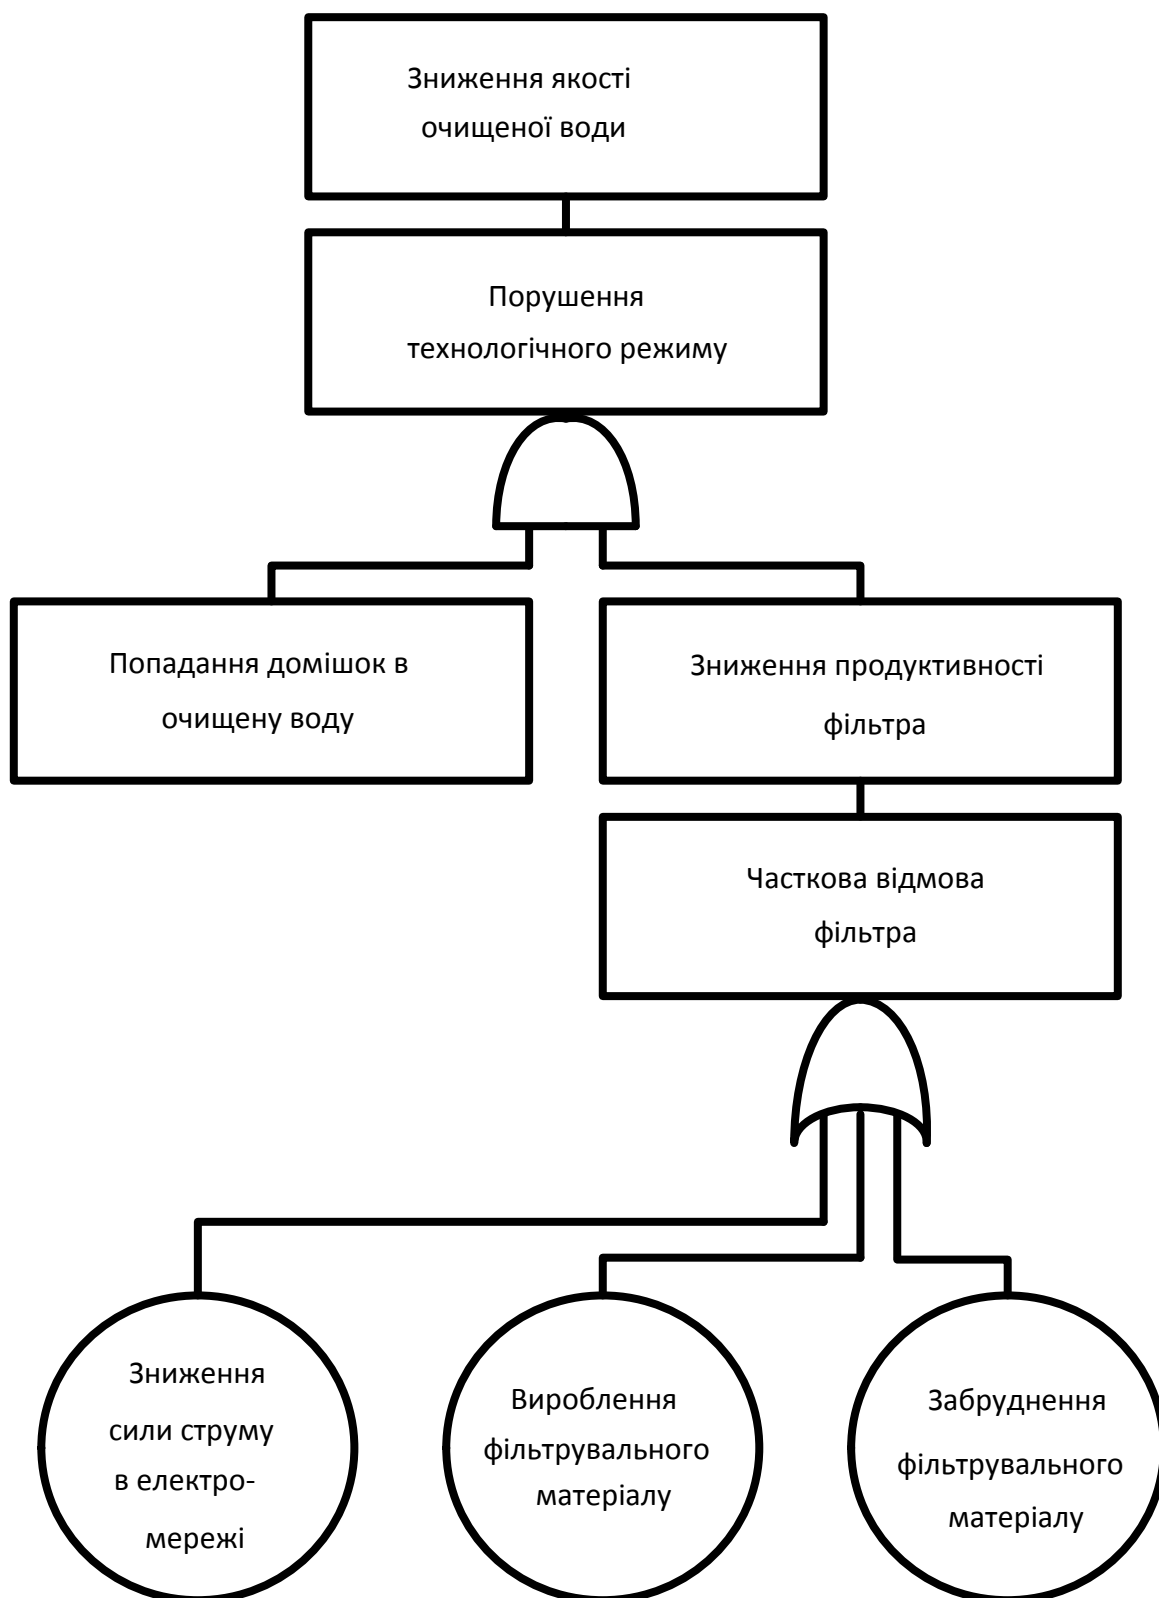 Зниження якості
очищеної води
Порушення
технологічного режиму
Попадання домішок в
очищену воду
Зниження продуктивності
фільтра
Часткова відмова
фільтра
Зниження
сили струму
в електро-
мережі
Вироблення
фільтрувального
матеріалу
Забруднення
фільтрувального
матеріалу